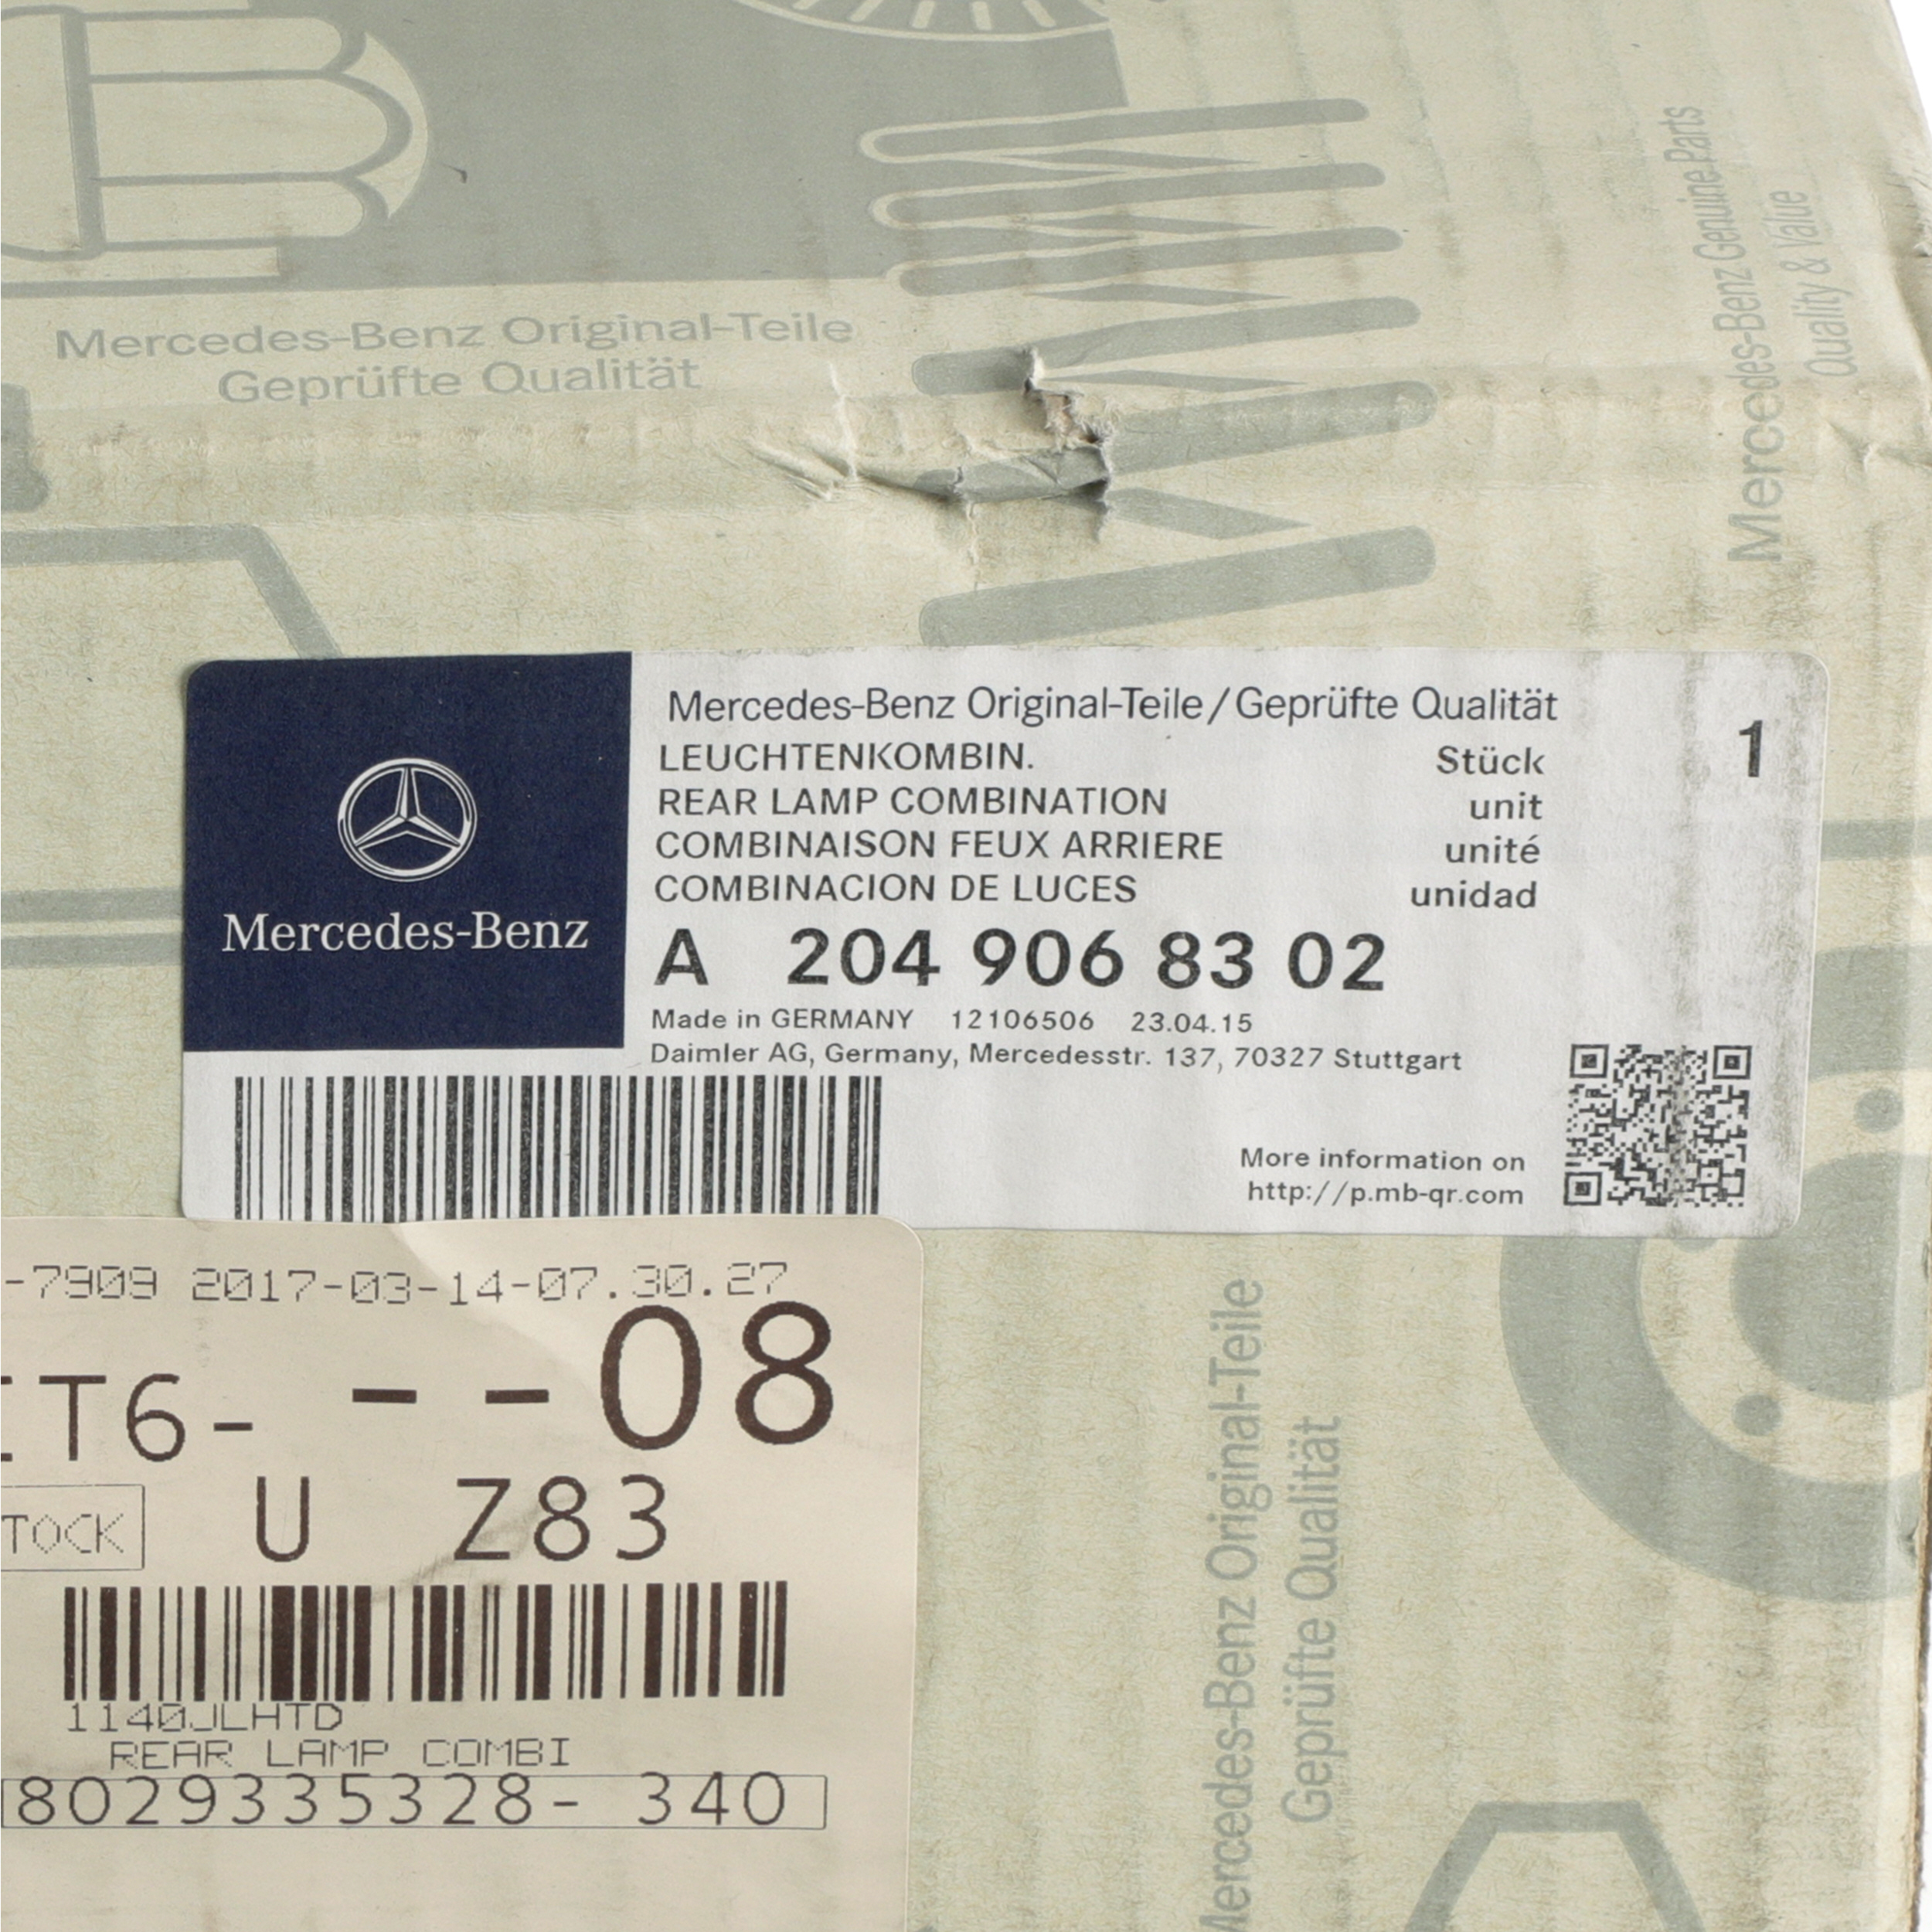 Mercedes-Benz Genuine Parts
Quality & Value
Mercedes-Benz Original-Teile
Geprüfte Qualität
Mercedes-Benz
Mercedes-Benz Original-Teile/Geprüfte Qualität
LEUCHTENKOMBIN. Stück 1
REAR LAMP COMBINATION unit
COMBINAISON FEUX ARRIERE unité
COMBINACION DE LUCES unidad
A 204 906 83 02
Made in GERMANY 12106506 23.04.15
Daimler AG, Germany, Mercedesstr. 137, 70327 Stuttgart
More information on
http://p.mb-qr.com
-7909 2017-03-14-07.30.27
T6- --08
TOCK U Z83
1140JLHTD
REAR LAMP COMBI
8029335328- 340
Mercedes-Benz Original-Teile
Geprüfte Qualität